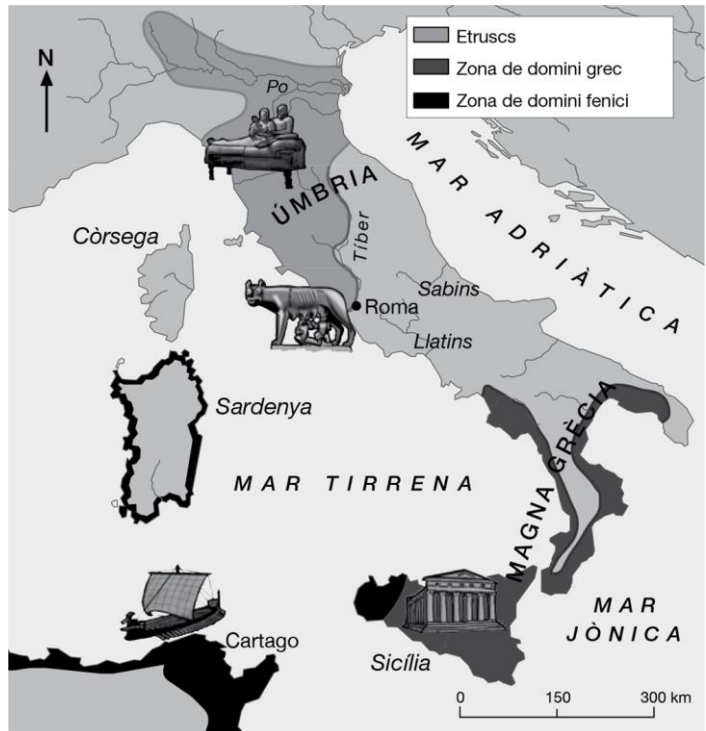 Etruscs
Zona de domini grec
Zona de domini fenici
N
Po
MAR ADRIÀTICA
ÚMBRIA
Còrsega
Tíber
Sabins
Roma
Llatins
Sardenya
MAGNA GRÈCIA
MAR TIRRENA
MAR
JÒNICA
Cartago
Sicília
0 150 300 km